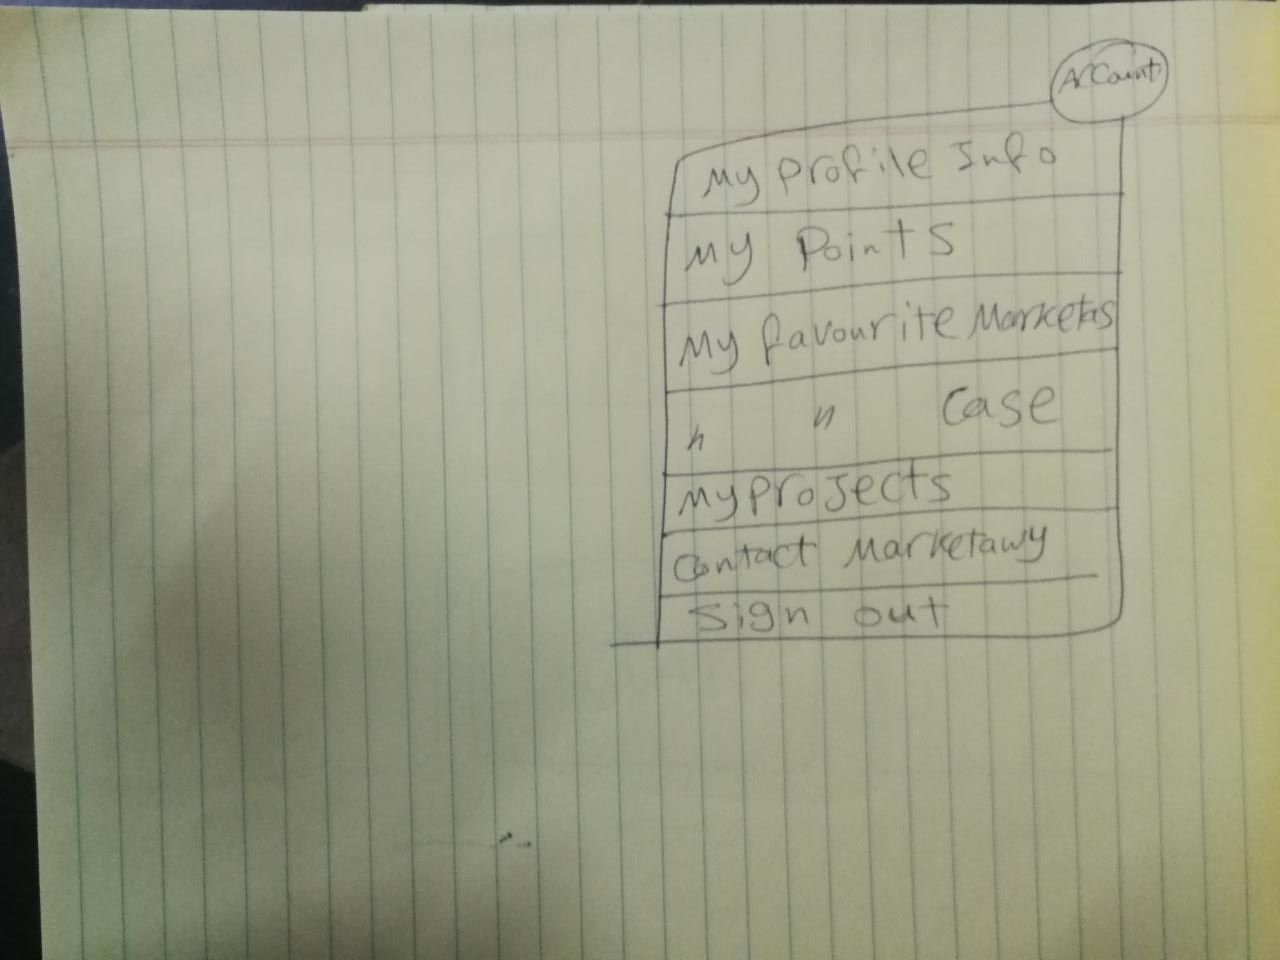 Account
My Profile Info
My Points
My favourite Marketers
" " Case
My Projects
Contact Marketawy
Sign out